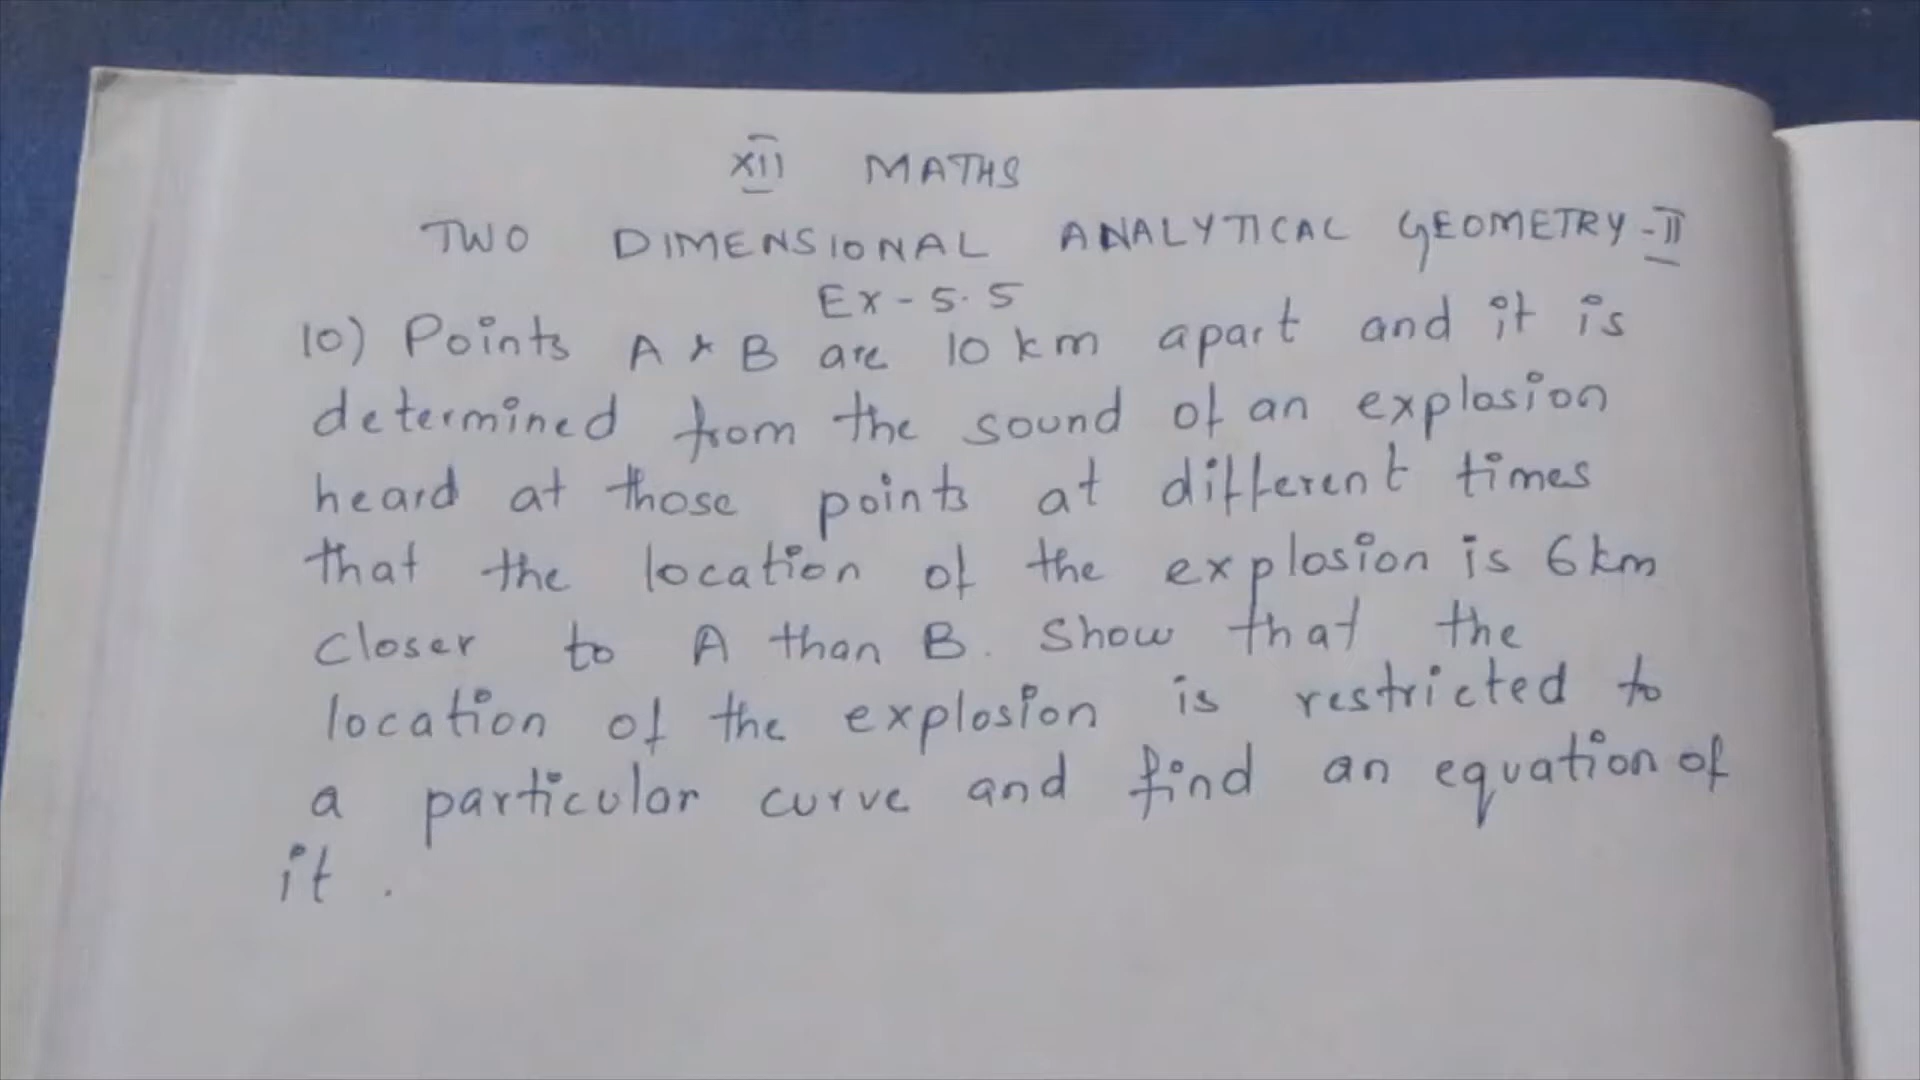 XII MATHS
TWO DIMENSIONAL ANALYTICAL GEOMETRY-II
Ex-5.5
10) Points A & B are 10 km apart and it is
determined from the sound of an explosion
heard at those points at different times
that the location of the explosion is 6 km
closer to A than B. Show that the
location of the explosion is restricted to
a particular curve and find an equation of
it.